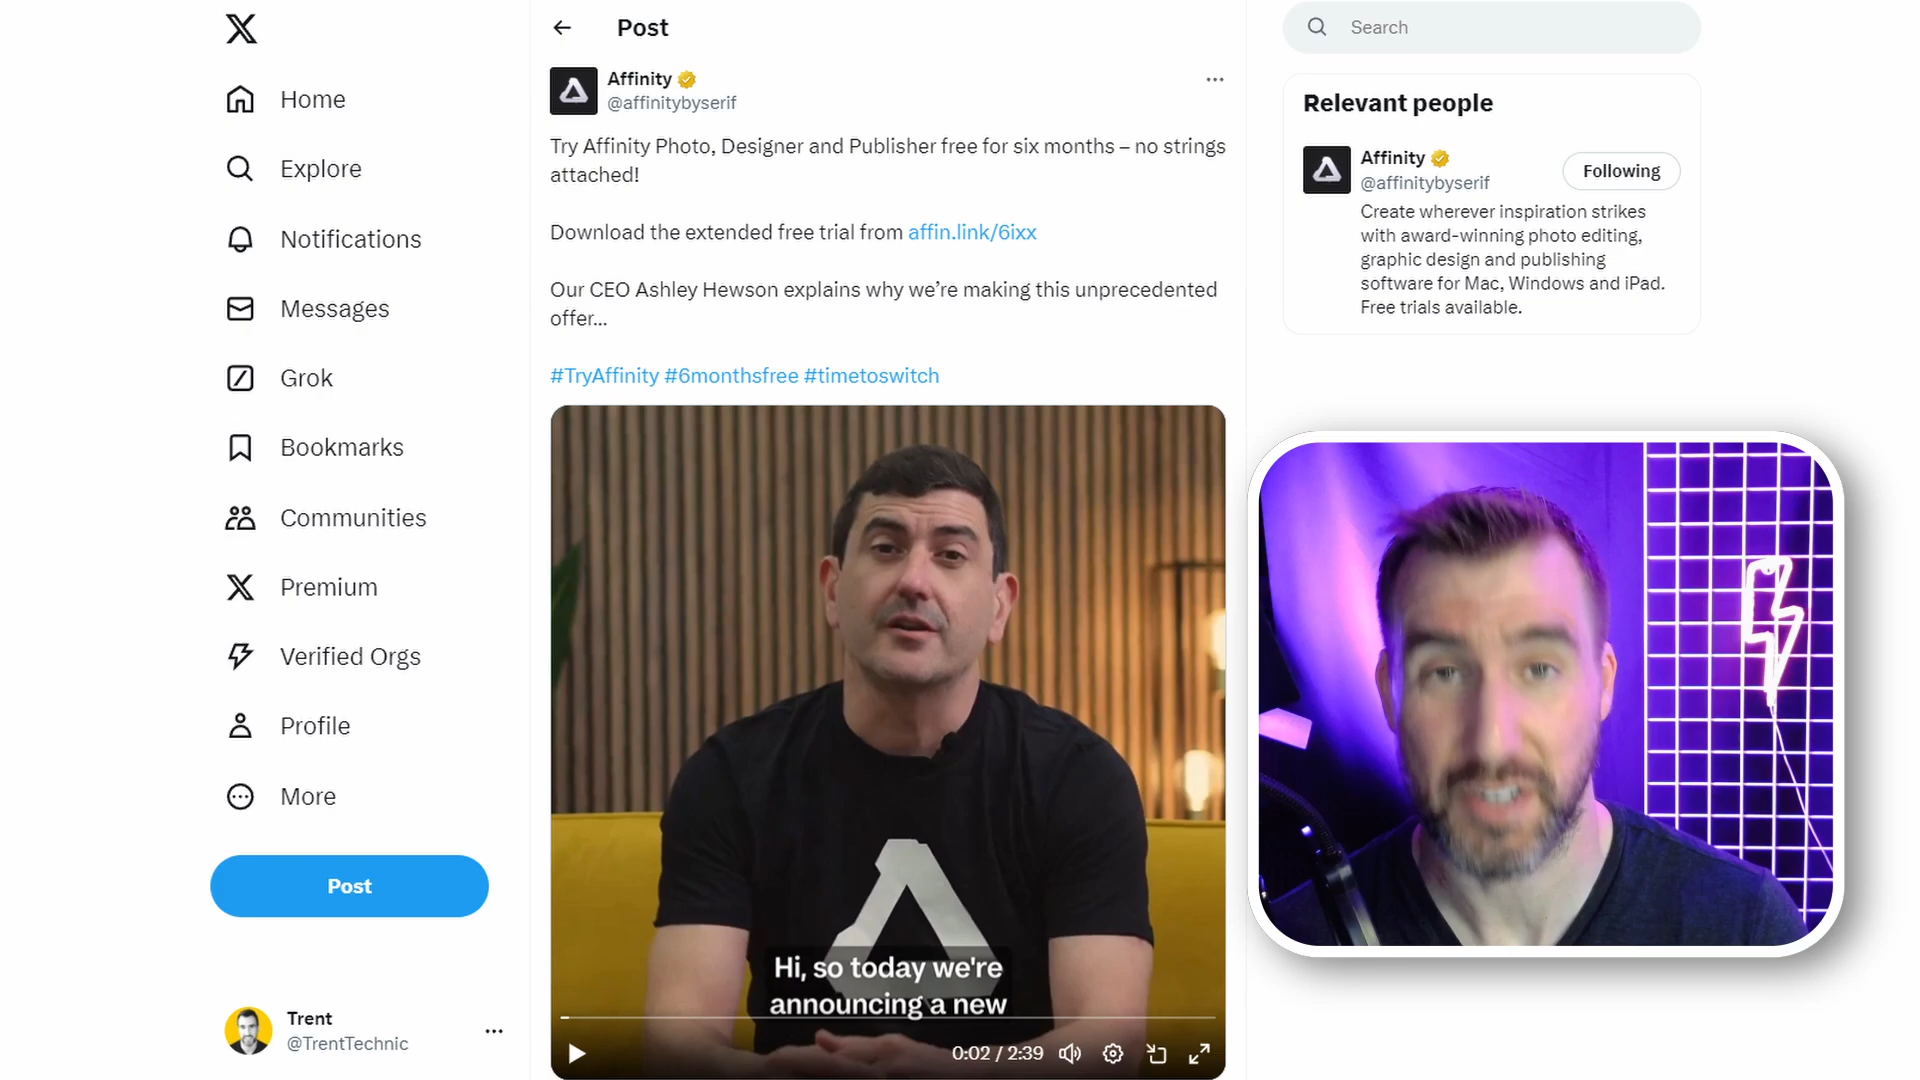 Home
Explore
Notifications
Messages
Grok
Bookmarks
Communities
Premium
Verified Orgs
Profile
More
Post
Trent
@TrentTechnic
Post
Affinity
@affinitybyserif
Try Affinity Photo, Designer and Publisher free for six months – no strings
attached!
Download the extended free trial from affin.link/6ixx
Our CEO Ashley Hewson explains why we’re making this unprecedented
offer...
#TryAffinity #6monthsfree #timetoswitch
Hi, so today we're
announcing a new
0:02 / 2:39
Search
Relevant people
Affinity
@affinitybyserif
Following
Create wherever inspiration strikes
with award-winning photo editing,
graphic design and publishing
software for Mac, Windows and iPad.
Free trials available.